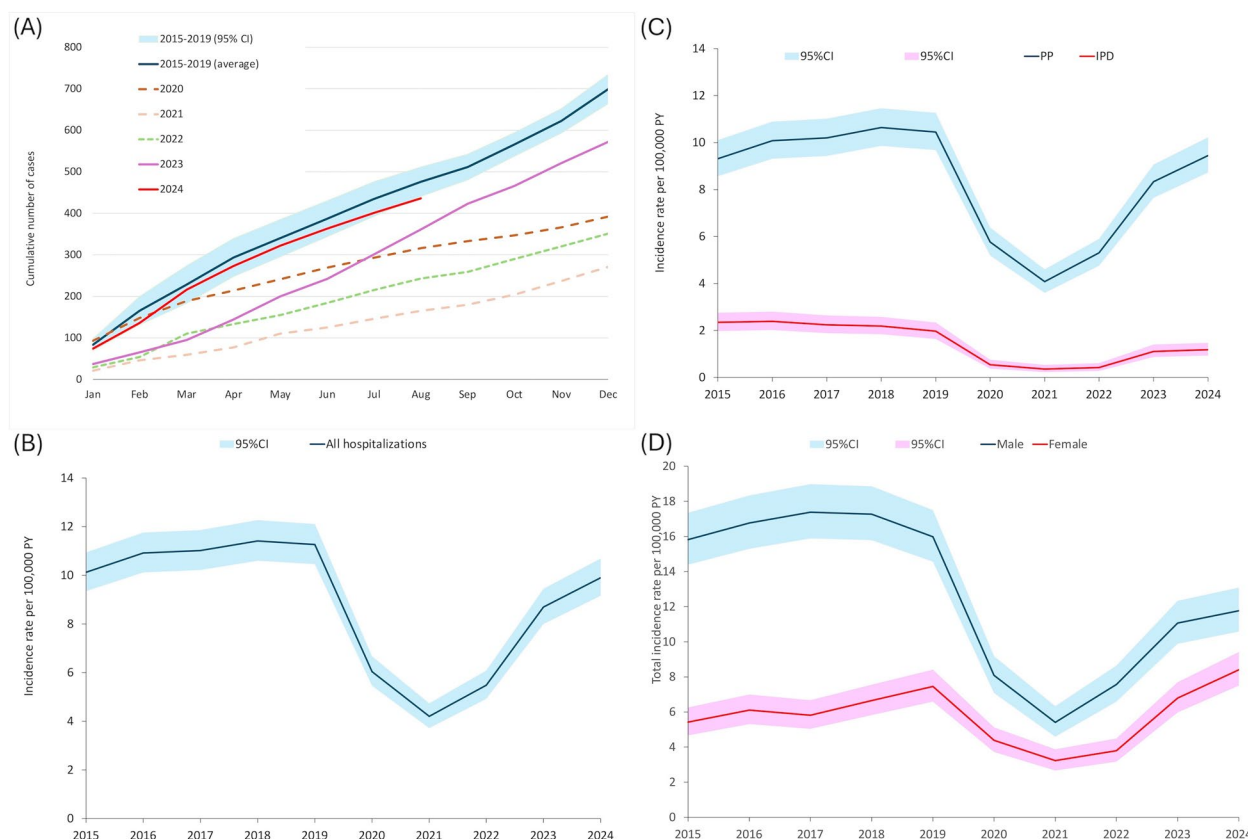 (A)
2015-2019 (95% CI)
2015-2019 (average)
2020
2021
2022
2023
2024
Cumulative number of cases
800
700
600
500
400
300
200
100
0
Jan Feb Mar Apr May Jun Jul Aug Sep Oct Nov Dec
(C)
95%CI 95%CI PP IPD
Incidence rate per 100,000 PY
14
12
10
8
6
4
2
0
2015 2016 2017 2018 2019 2020 2021 2022 2023 2024
(B)
95%CI All hospitalizations
Incidence rate per 100,000 PY
14
12
10
8
6
4
2
0
2015 2016 2017 2018 2019 2020 2021 2022 2023 2024
(D)
95%CI 95%CI Male Female
Total incidence rate per 100,000 PY
20
18
16
14
12
10
8
6
4
2
0
2015 2016 2017 2018 2019 2020 2021 2022 2023 2024